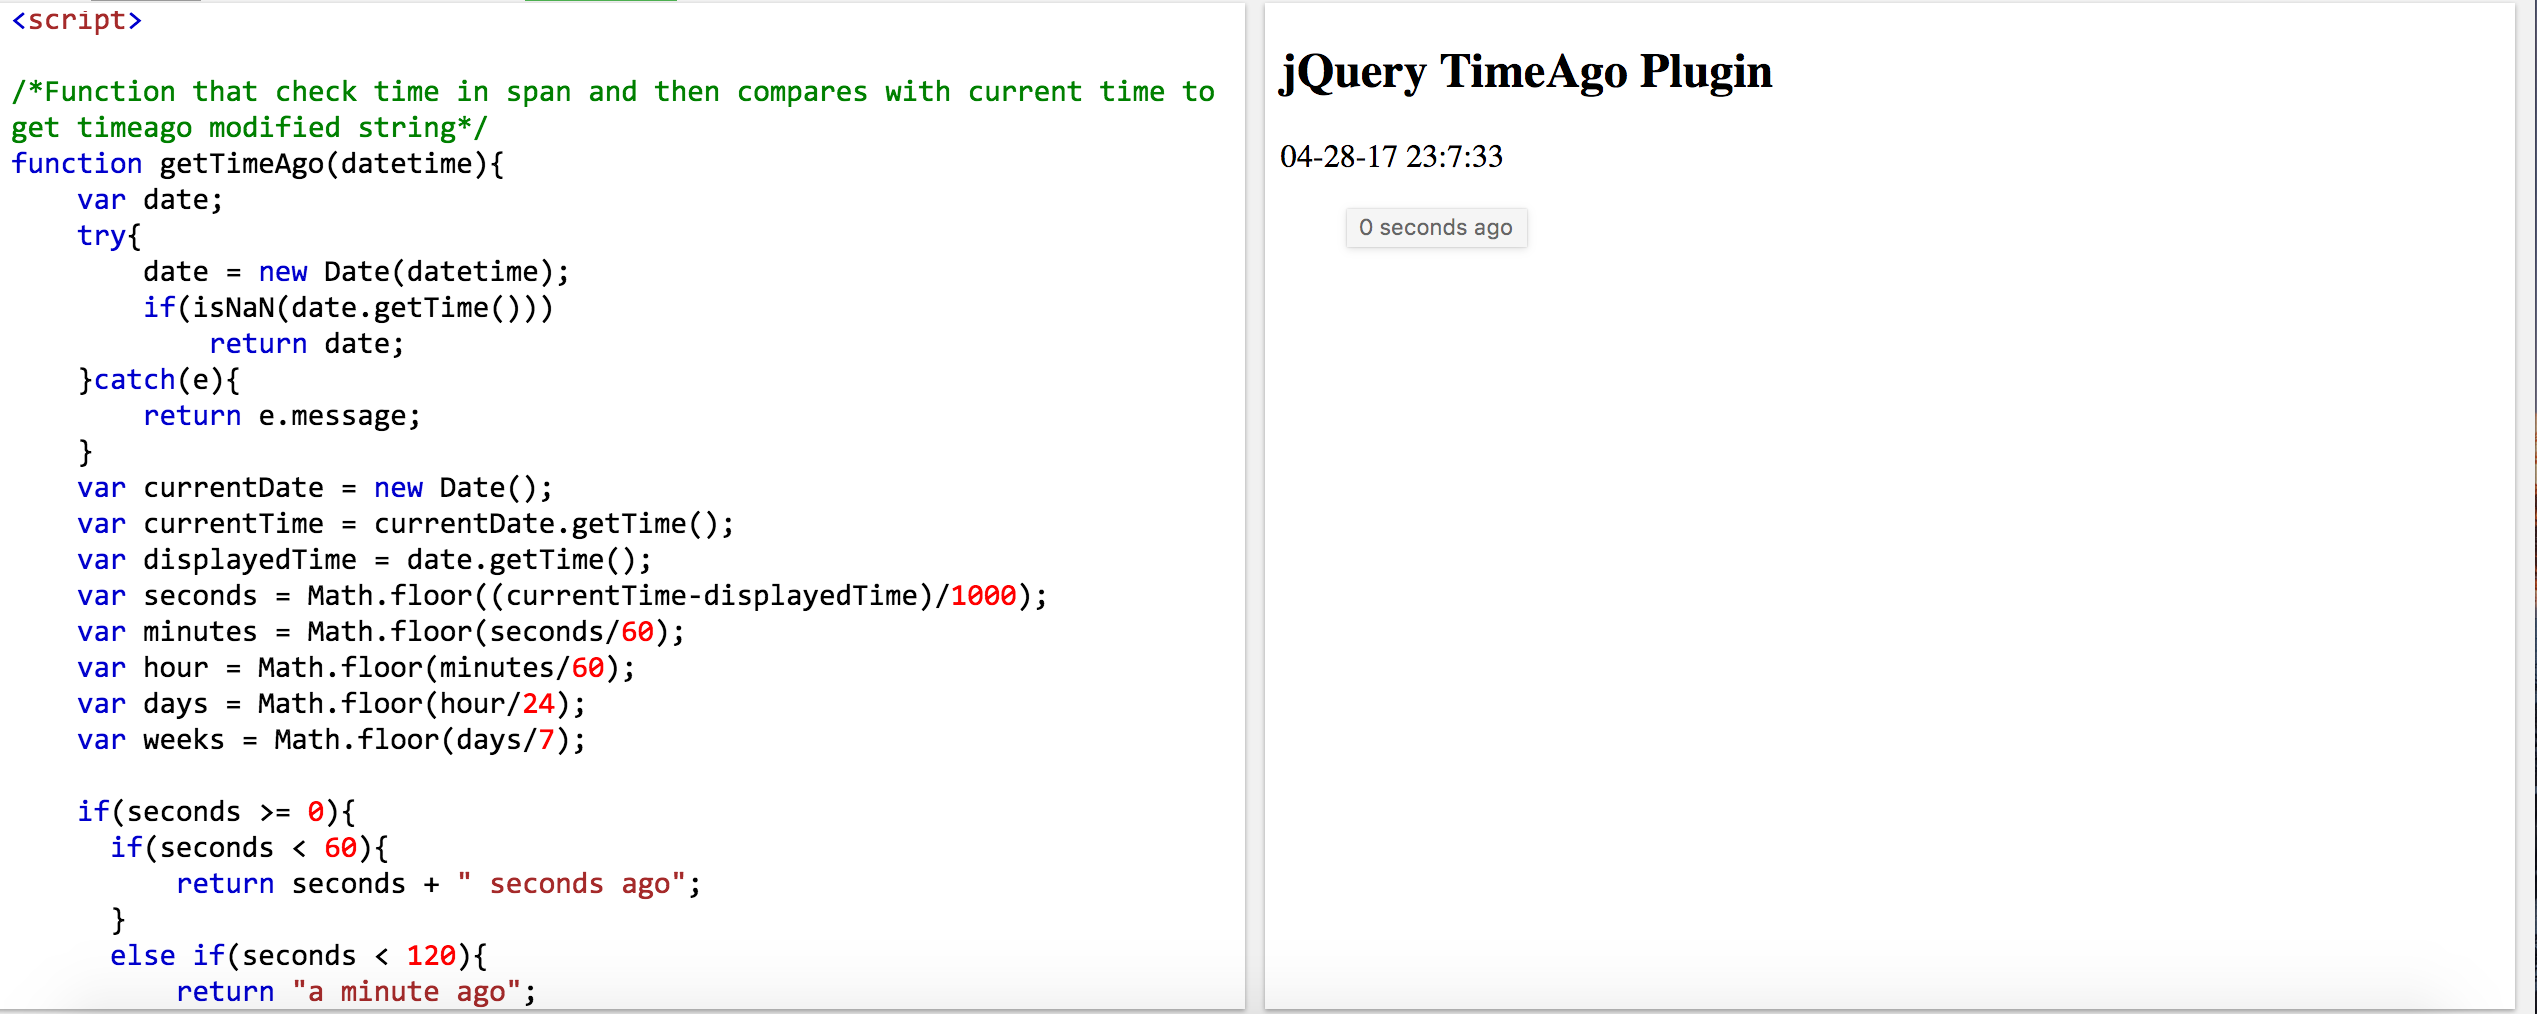 <script>
/*Function that check time in span and then compares with current time to
get timeago modified string*/
function getTimeAgo(datetime){
    var date;
    try{
        date = new Date(datetime);
        if(isNaN(date.getTime()))
            return date;
    }catch(e){
        return e.message;
    }
    var currentDate = new Date();
    var currentTime = currentDate.getTime();
    var displayedTime = date.getTime();
    var seconds = Math.floor((currentTime-displayedTime)/1000);
    var minutes = Math.floor(seconds/60);
    var hour = Math.floor(minutes/60);
    var days = Math.floor(hour/24);
    var weeks = Math.floor(days/7);
    if(seconds >= 0){
      if(seconds < 60){
          return seconds + " seconds ago";
      }
      else if(seconds < 120){
          return "a minute ago";
jQuery TimeAgo Plugin
04-28-17 23:7:33
0 seconds ago